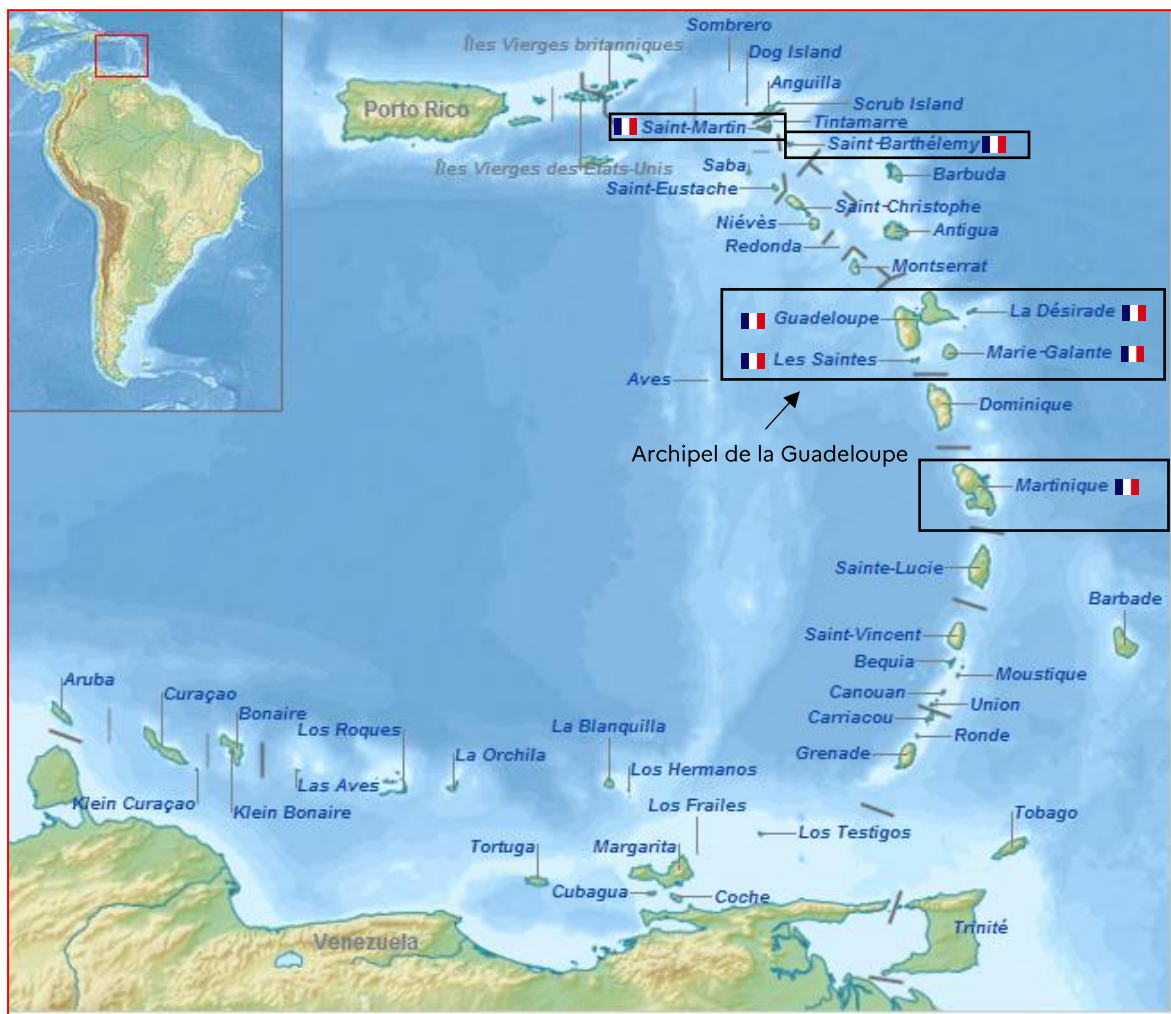 Sombrero
Îles Vierges britanniques
Dog Island
Anguilla
Porto Rico
Scrub Island
Saint-Martin
Tintamarre
Saint-Barthélemy
Îles Vierges des États-Unis
Saba
Barbuda
Saint-Eustache
Saint-Christophe
Niévès
Antigua
Redonda
Montserrat
Guadeloupe
La Désirade
Les Saintes
Marie-Galante
Aves
Dominique
Archipel de la Guadeloupe
Martinique
Sainte-Lucie
Barbade
Saint-Vincent
Bequia
Moustique
Aruba
Curaçao
Canouan
Union
Bonaire
Carriacou
Los Roques
La Blanquilla
Ronde
La Orchila
Grenade
Los Hermanos
Las Aves
Klein Curaçao
Klein Bonaire
Los Frailes
Tobago
Los Testigos
Tortuga
Margarita
Cubagua
Coche
Trinité
Venezuela